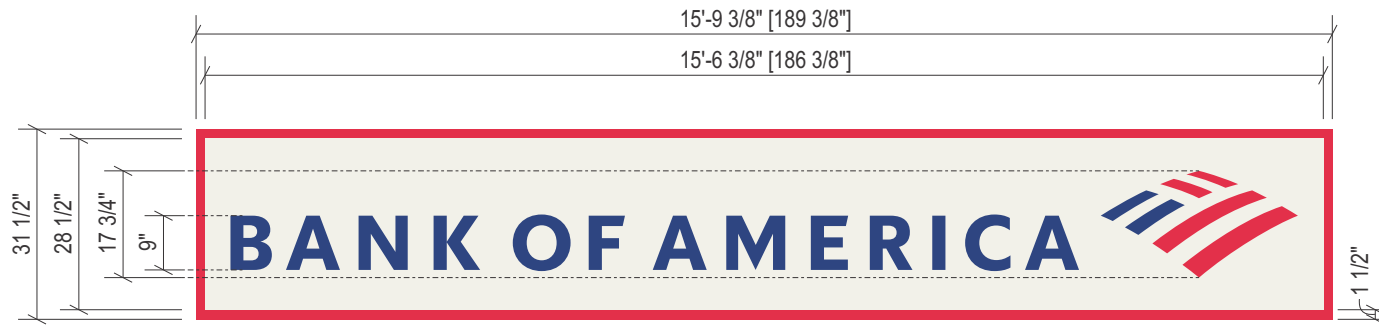 15'-9 3/8" [189 3/8"]
15'-6 3/8" [186 3/8"]
31 1/2"
28 1/2"
17 3/4"
9"
BANK OF AMERICA
1 1/2"